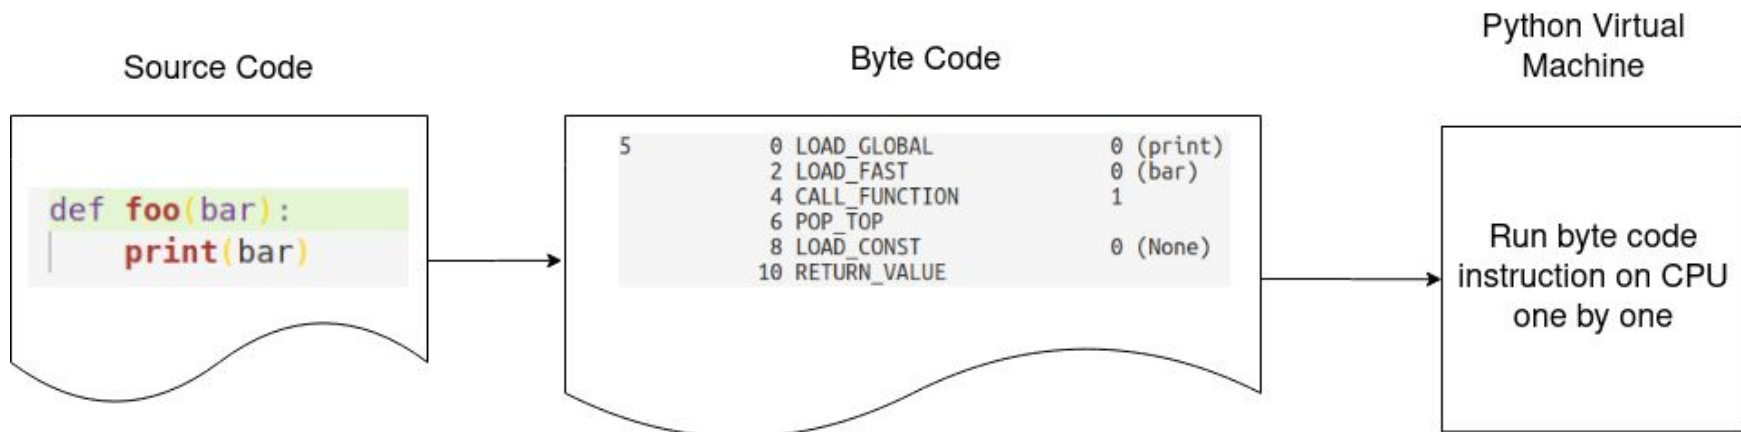 Source Code
def foo(bar):
print(bar)
Byte Code
5 0 LOAD_GLOBAL 0 (print)
2 LOAD_FAST 0 (bar)
4 CALL_FUNCTION 1
6 POP_TOP
8 LOAD_CONST 0 (None)
10 RETURN_VALUE
Python Virtual
Machine
Run byte code
instruction on CPU
one by one